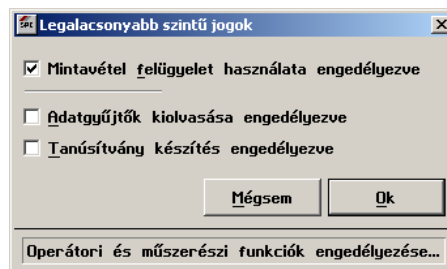 SPE Legalacsonyabb szintű jogok
Mintavétel felügyelet használata engedélyezve
Adatgyűjtők kiolvasása engedélyezve
Tanúsítvány készítés engedélyezve
Mégsem Ok
Operátori és műszerészi funkciók engedélyezése...